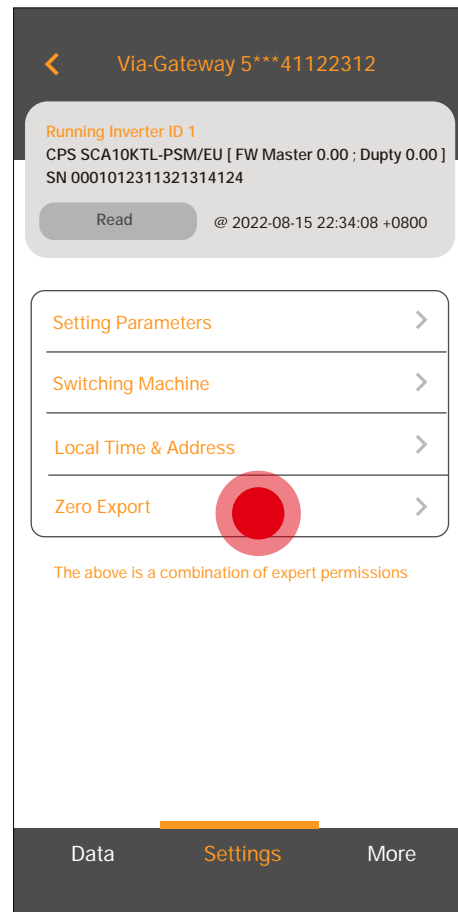 Via-Gateway 5***41122312
Running Inverter ID 1
CPS SCA10KTL-PSM/EU [ FW Master 0.00 ; Dupty 0.00 ]
SN 0001012311321314124
Read @ 2022-08-15 22:34:08 +0800
Setting Parameters
Switching Machine
Local Time & Address
Zero Export
The above is a combination of expert permissions
Data Settings More